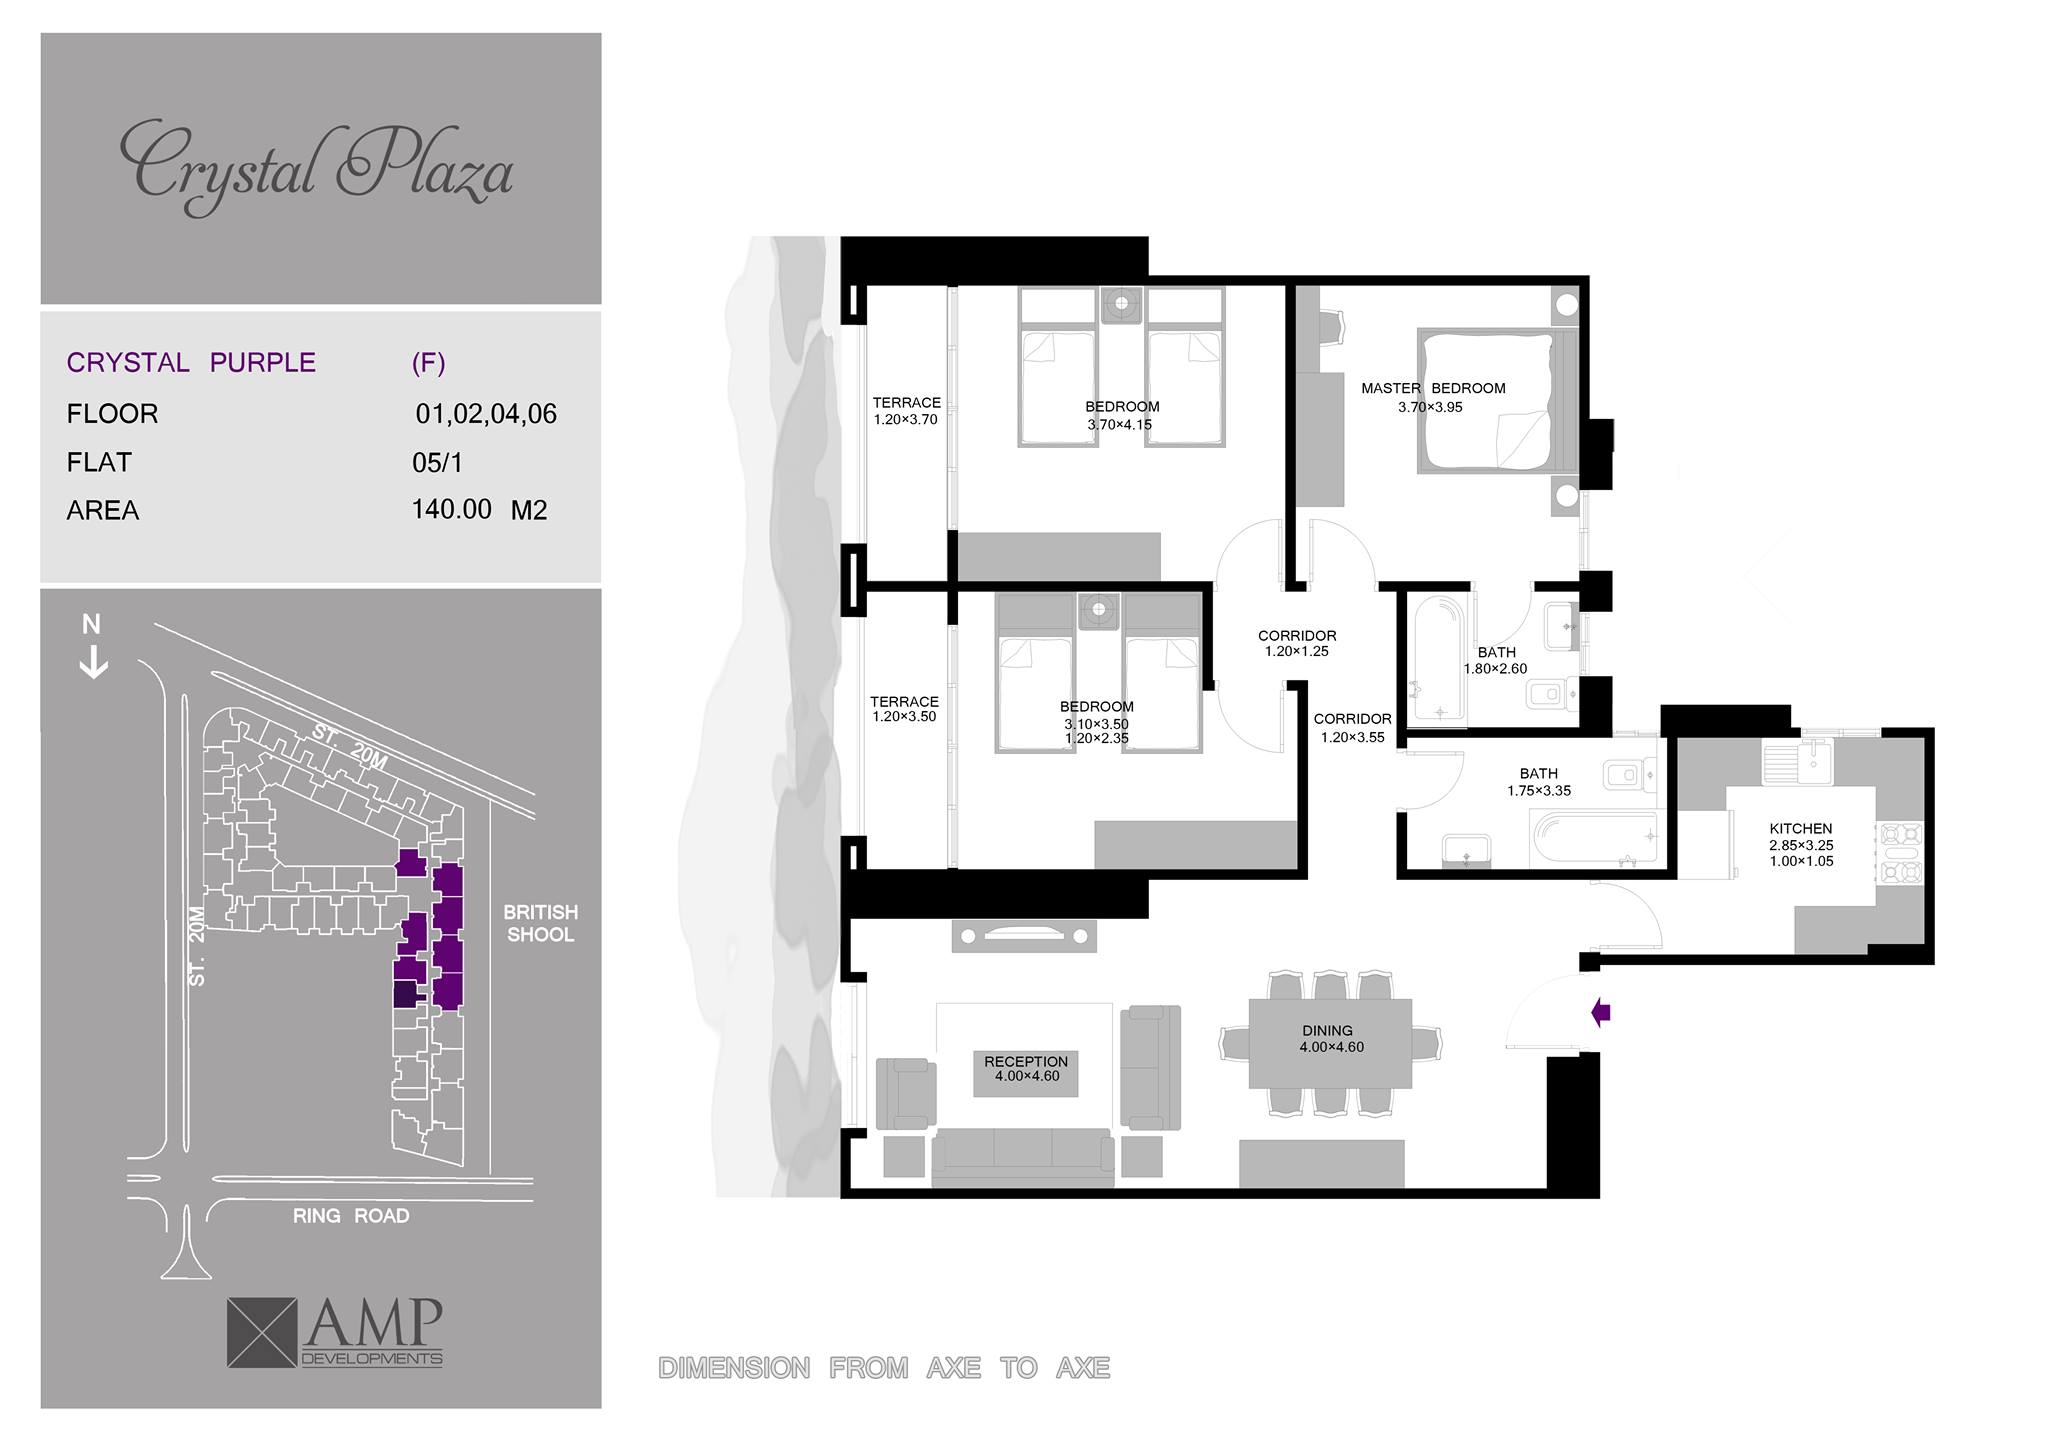 Crystal Plaza
CRYSTAL PURPLE (F)
FLOOR 01,02,04,06
FLAT 05/1
AREA 140.00 M2
N
ST. 20M
ST. 20M
BRITISH
SHOOL
RING ROAD
AMP
DEVELOPMENTS
TERRACE
1.20×3.70
BEDROOM
3.70×4.15
MASTER BEDROOM
3.70×3.95
CORRIDOR
1.20×1.25
BATH
1.80×2.60
TERRACE
1.20×3.50
BEDROOM
3.10×3.50
1.20×2.35
CORRIDOR
1.20×3.55
BATH
1.75×3.35
KITCHEN
2.85×3.25
1.00×1.05
RECEPTION
4.00×4.60
DINING
4.00×4.60
DIMENSION FROM AXE TO AXE